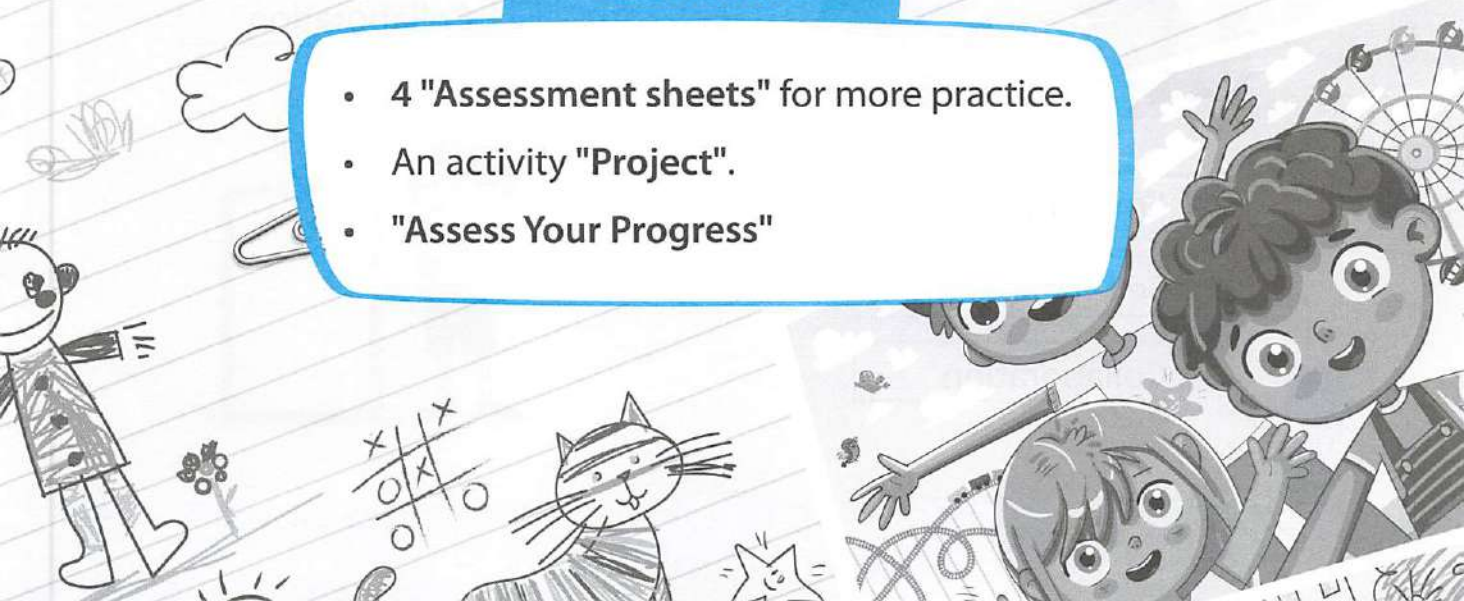 • 4 "Assessment sheets" for more practice.
• An activity "Project".
• "Assess Your Progress"